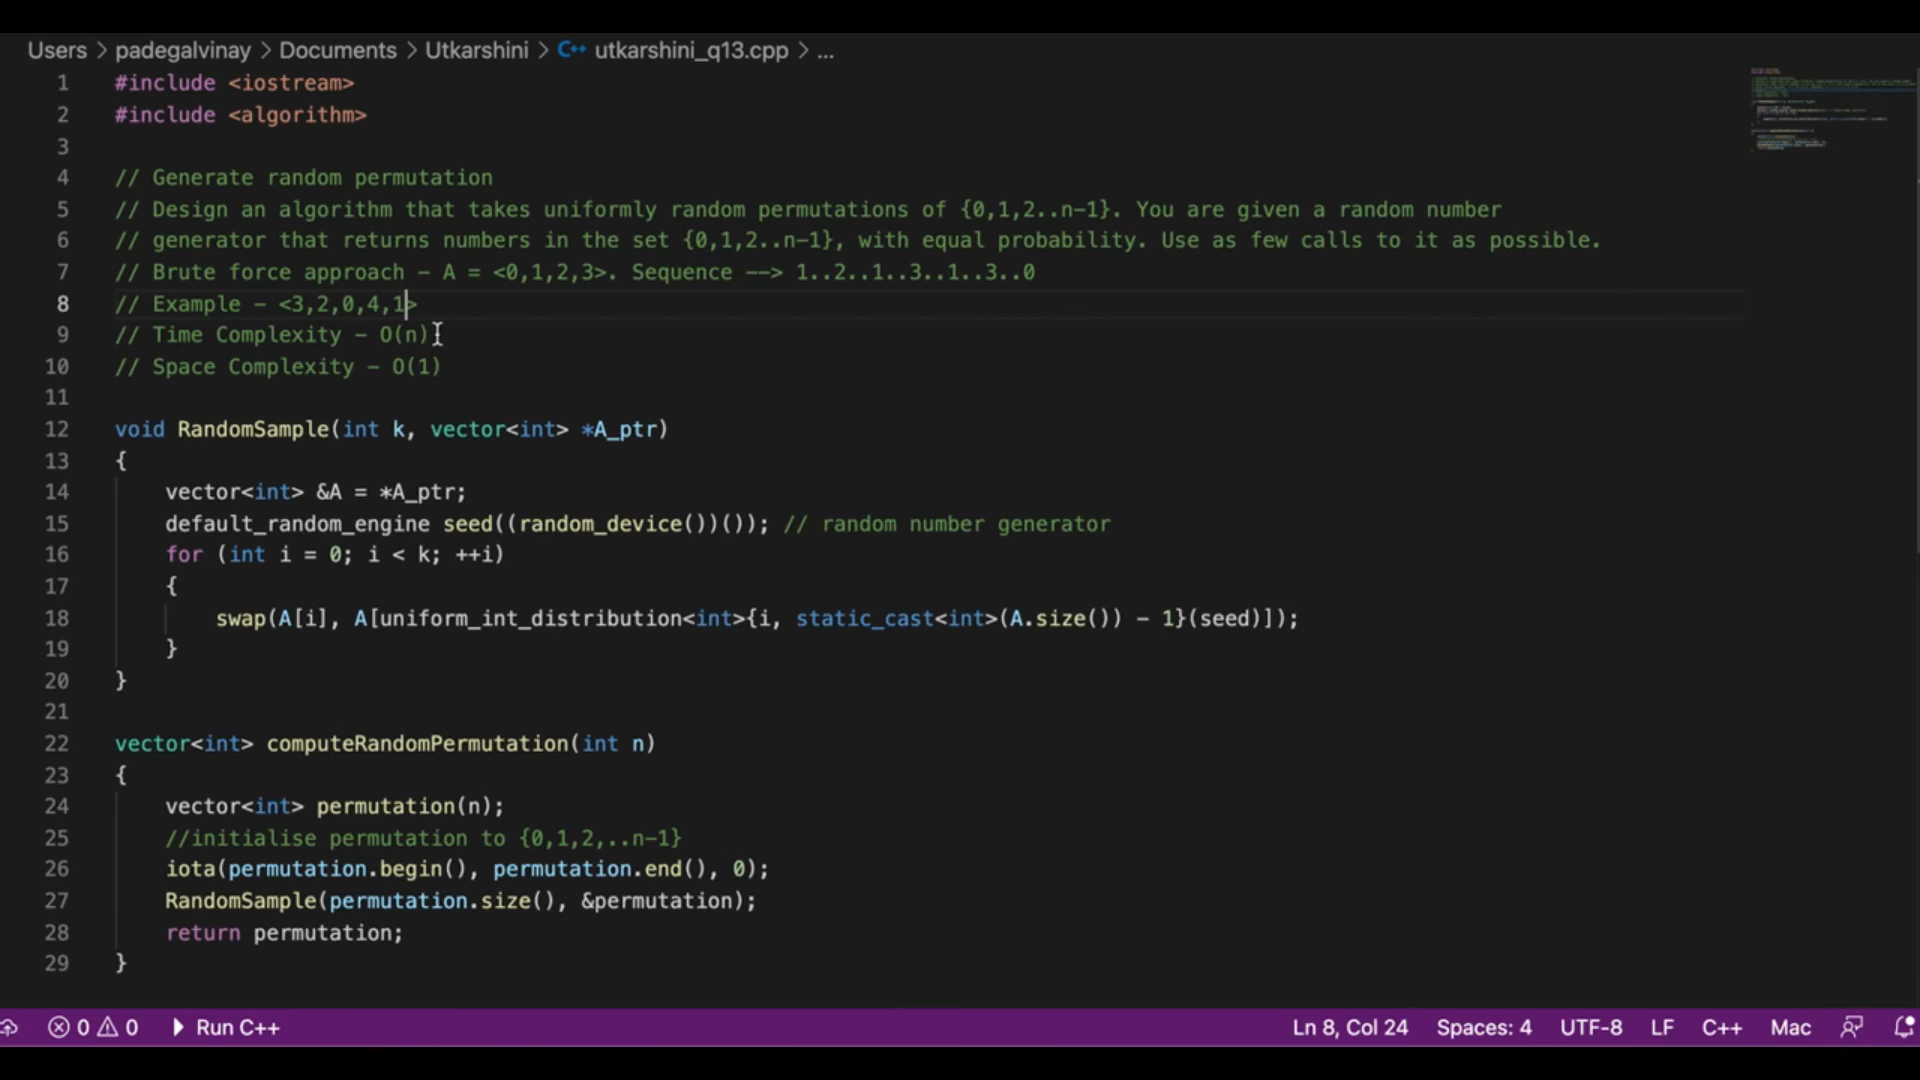 Users > padegalvinay > Documents > Utkarshini > C++ utkarshini_q13.cpp > ...
1 #include <iostream>
2 #include <algorithm>
3
4 // Generate random permutation
5 // Design an algorithm that takes uniformly random permutations of {0,1,2..n-1}. You are given a random number
6 // generator that returns numbers in the set {0,1,2..n-1}, with equal probability. Use as few calls to it as possible.
7 // Brute force approach - A = <0,1,2,3>. Sequence --> 1..2..1..3..1..3..0
8 // Example - <3,2,0,4,1>
9 // Time Complexity - O(n)
10 // Space Complexity - O(1)
11
12 void RandomSample(int k, vector<int> *A_ptr)
13 {
14     vector<int> &A = *A_ptr;
15     default_random_engine seed((random_device())()); // random number generator
16     for (int i = 0; i < k; ++i)
17     {
18         swap(A[i], A[uniform_int_distribution<int>{i, static_cast<int>(A.size()) - 1}(seed)]);
19     }
20 }
21
22 vector<int> computeRandomPermutation(int n)
23 {
24     vector<int> permutation(n);
25     //initialise permutation to {0,1,2,..n-1}
26     iota(permutation.begin(), permutation.end(), 0);
27     RandomSample(permutation.size(), &permutation);
28     return permutation;
29 }
0 0 Run C++ Ln 8, Col 24 Spaces: 4 UTF-8 LF C++ Mac